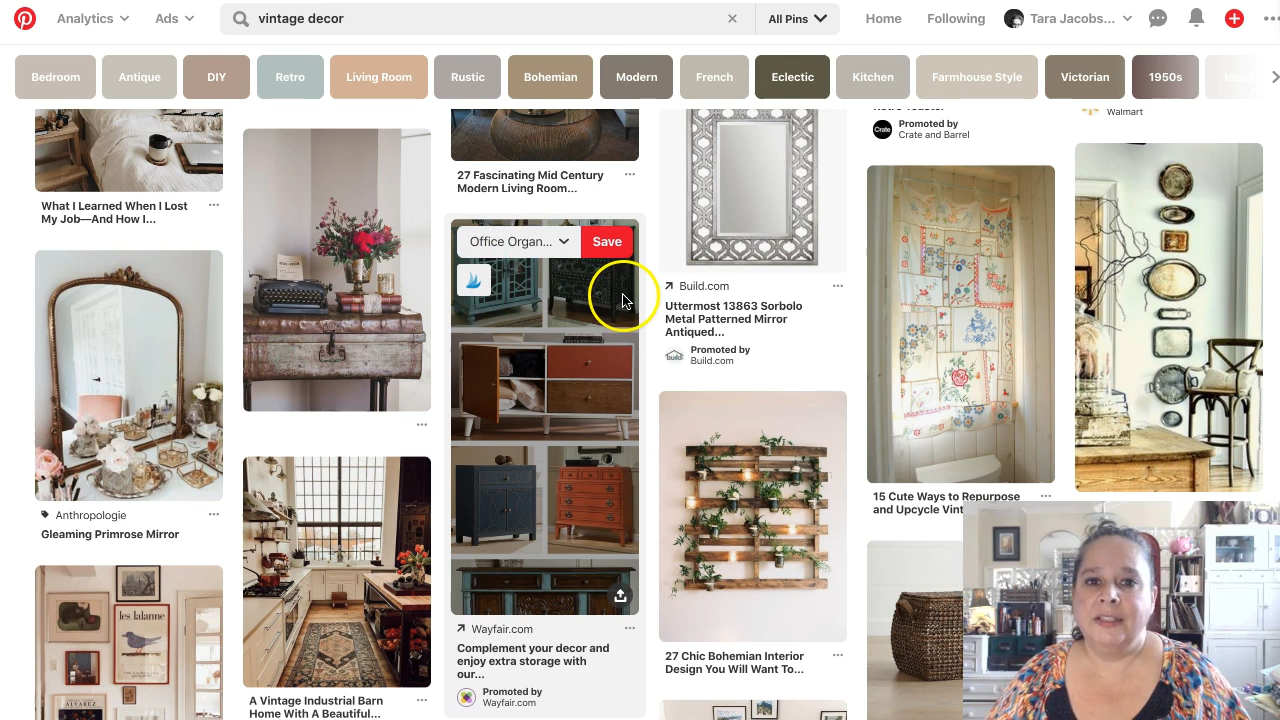 Analytics
Ads
vintage decor
All Pins
Home
Following
Tara Jacobs...
Bedroom
Antique
DIY
Retro
Living Room
Rustic
Bohemian
Modern
French
Eclectic
Kitchen
Farmhouse Style
Victorian
1950s
What I Learned When I Lost
My Job—And How I...
Anthropologie
Gleaming Primrose Mirror
les lalanne
ALVAREZ
A Vintage Industrial Barn
Home With A Beautiful...
27 Fascinating Mid Century
Modern Living Room...
Office Organ...
Save
Wayfair.com
Complement your decor and
enjoy extra storage with
our...
Promoted by
Wayfair.com
Build.com
Uttermost 13863 Sorbolo
Metal Patterned Mirror
Antiqued...
build
Promoted by
Build.com
27 Chic Bohemian Interior
Design You Will Want To...
Crate
Promoted by
Crate and Barrel
15 Cute Ways to Repurpose
and Upcycle Vint
Walmart